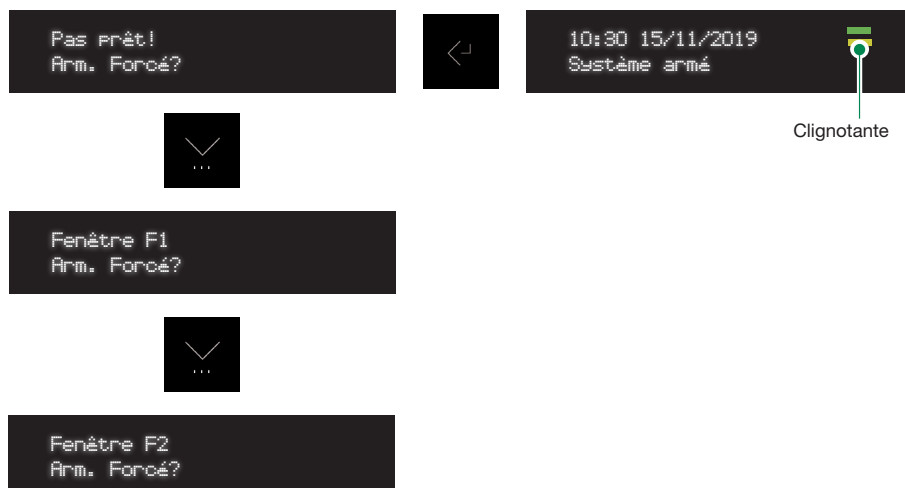 Pas prêt!
Arm. Forcé?
10:30 15/11/2019
Système armé
Clignotante
Fenêtre F1
Arm. Forcé?
Fenêtre F2
Arm. Forcé?